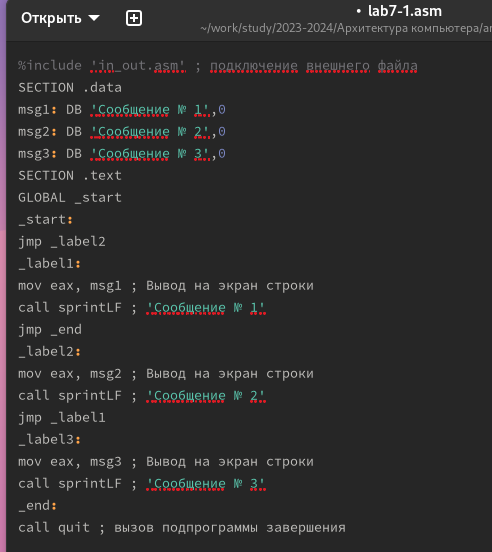 Открыть
• lab7-1.asm
~/work/study/2023-2024/Архитектура компьютера/
%include 'in_out.asm' ; подключение внешнего файла
SECTION .data
msg1: DB 'Сообщение № 1',0
msg2: DB 'Сообщение № 2',0
msg3: DB 'Сообщение № 3',0
SECTION .text
GLOBAL _start
_start:
jmp _label2
_label1:
mov eax, msg1 ; Вывод на экран строки
call sprintLF ; 'Сообщение № 1'
jmp _end
_label2:
mov eax, msg2 ; Вывод на экран строки
call sprintLF ; 'Сообщение № 2'
jmp _label1
_label3:
mov eax, msg3 ; Вывод на экран строки
call sprintLF ; 'Сообщение № 3'
_end:
call quit ; вызов подпрограммы завершения